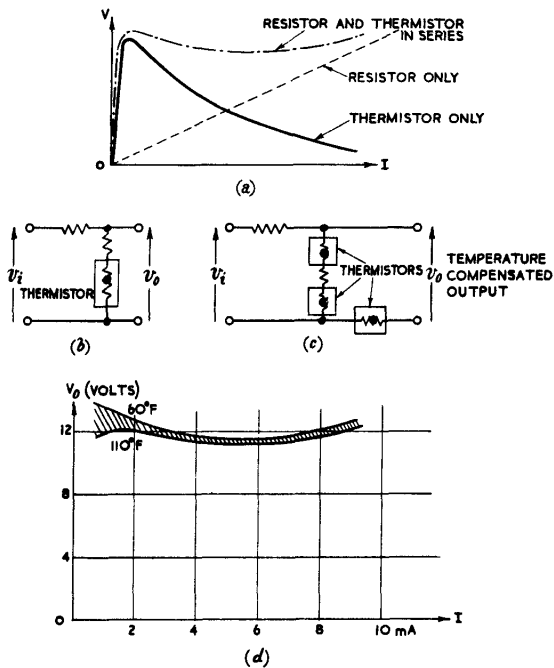 V
RESISTOR AND THERMISTOR
IN SERIES
RESISTOR ONLY
THERMISTOR ONLY
O
I
(a)
vi
THERMISTOR
vo
(b)
vi
THERMISTORS
vo
TEMPERATURE
COMPENSATED
OUTPUT
(c)
Vo (VOLTS)
60°F
12
110°F
8
4
O
2
4
6
8
10 mA
I
(d)